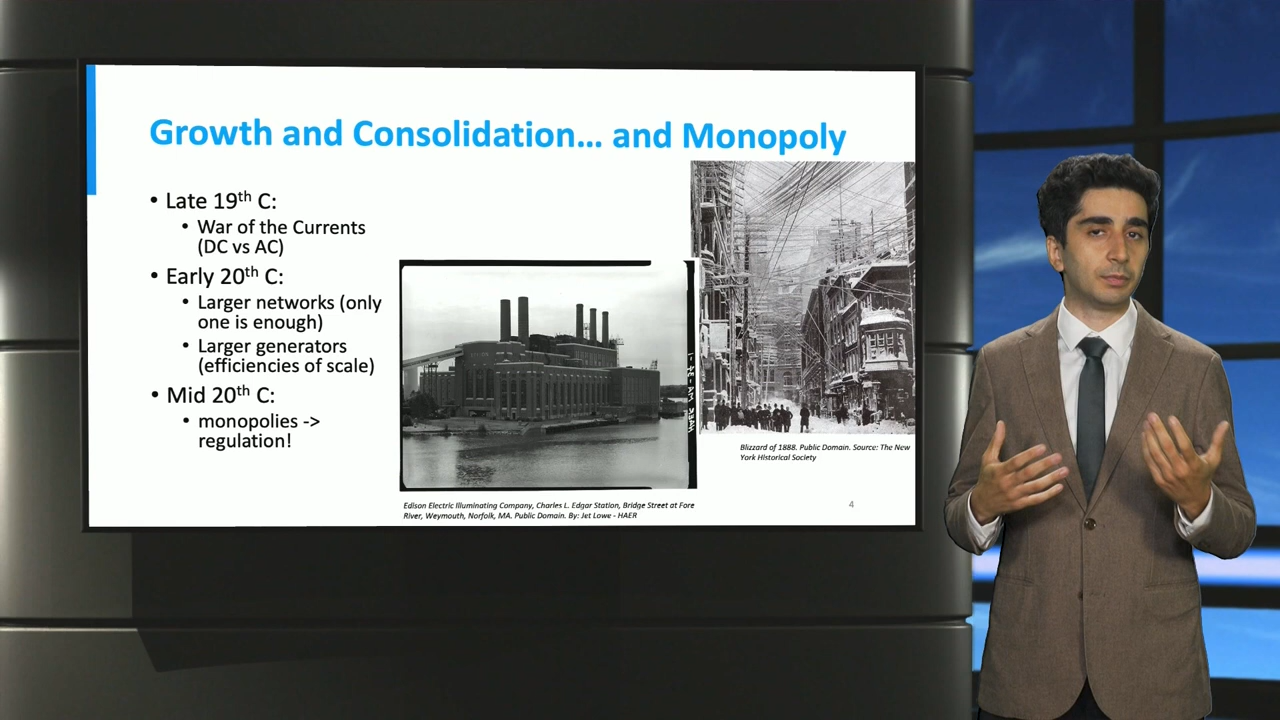 Growth and Consolidation... and Monopoly
• Late 19th C:
• War of the Currents
(DC vs AC)
• Early 20th C:
• Larger networks (only
one is enough)
• Larger generators
(efficiencies of scale)
• Mid 20th C:
• monopolies ->
regulation!
Blizzard of 1888. Public Domain. Source: The New
York Historical Society
Edison Electric Illuminating Company, Charles L. Edgar Station, Bridge Street at Fore
River, Weymouth, Norfolk, MA. Public Domain. By: Jet Lowe - HAER
4